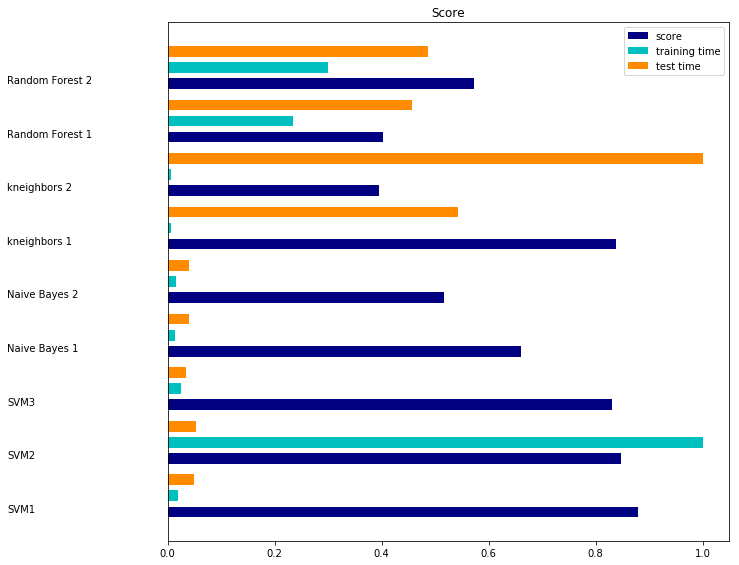 Score
score
training time
test time
Random Forest 2
Random Forest 1
kneighbors 2
kneighbors 1
Naive Bayes 2
Naive Bayes 1
SVM3
SVM2
SVM1
0.0 0.2 0.4 0.6 0.8 1.0